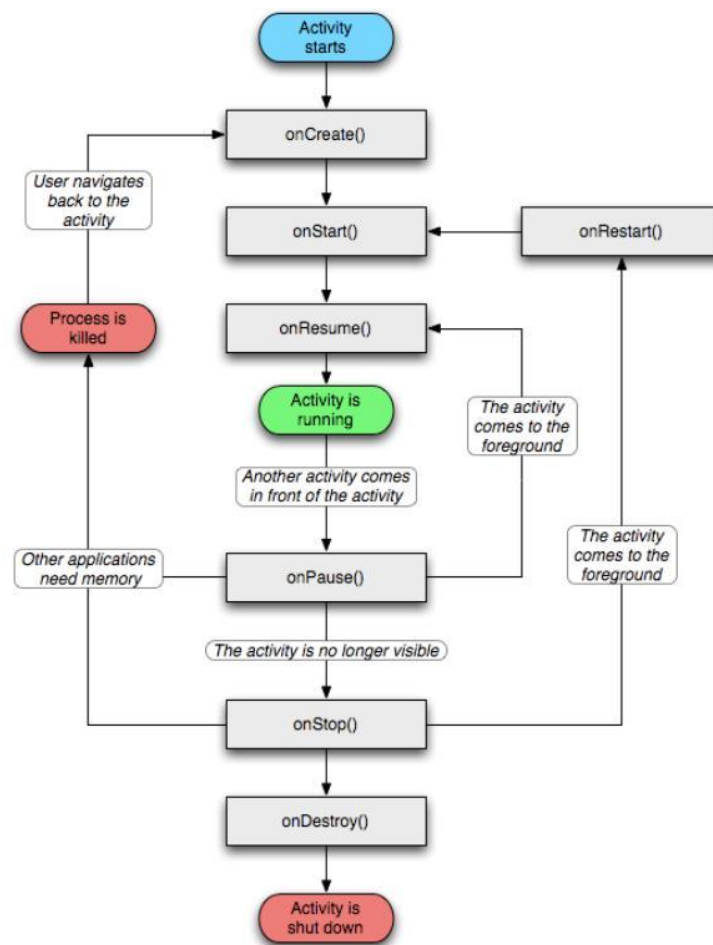 Activity
starts
onCreate()
User navigates
back to the
activity
onStart()
onRestart()
Process is
killed
onResume()
Activity is
running
The activity
comes to the
foreground
Another activity comes
in front of the activity
The activity
comes to the
foreground
Other applications
need memory
onPause()
The activity is no longer visible
onStop()
onDestroy()
Activity is
shut down